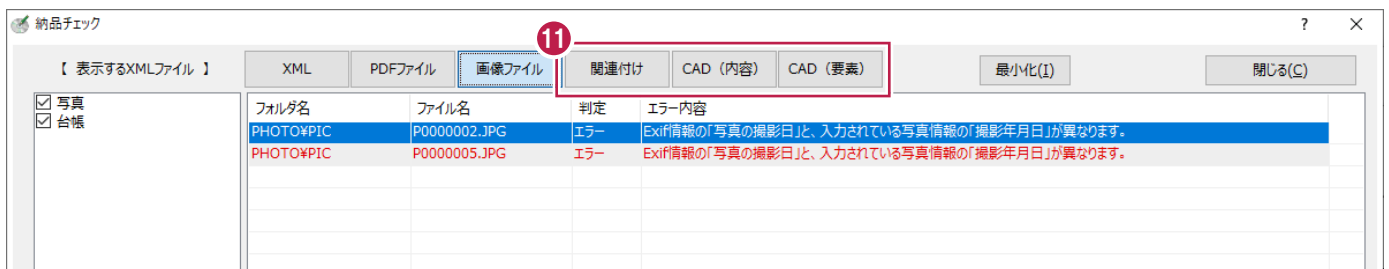 納品チェック ? ×
11
【 表示するXMLファイル 】 XML PDFファイル 画像ファイル 関連付け CAD（内容） CAD（要素） 最小化(I) 閉じる(C)
写真
台帳
フォルダ名 ファイル名 判定 エラー内容
PHOTO¥PIC P0000002.JPG エラー Exif情報の「写真の撮影日」と、入力されている写真情報の「撮影年月日」が異なります。
PHOTO¥PIC P0000005.JPG エラー Exif情報の「写真の撮影日」と、入力されている写真情報の「撮影年月日」が異なります。